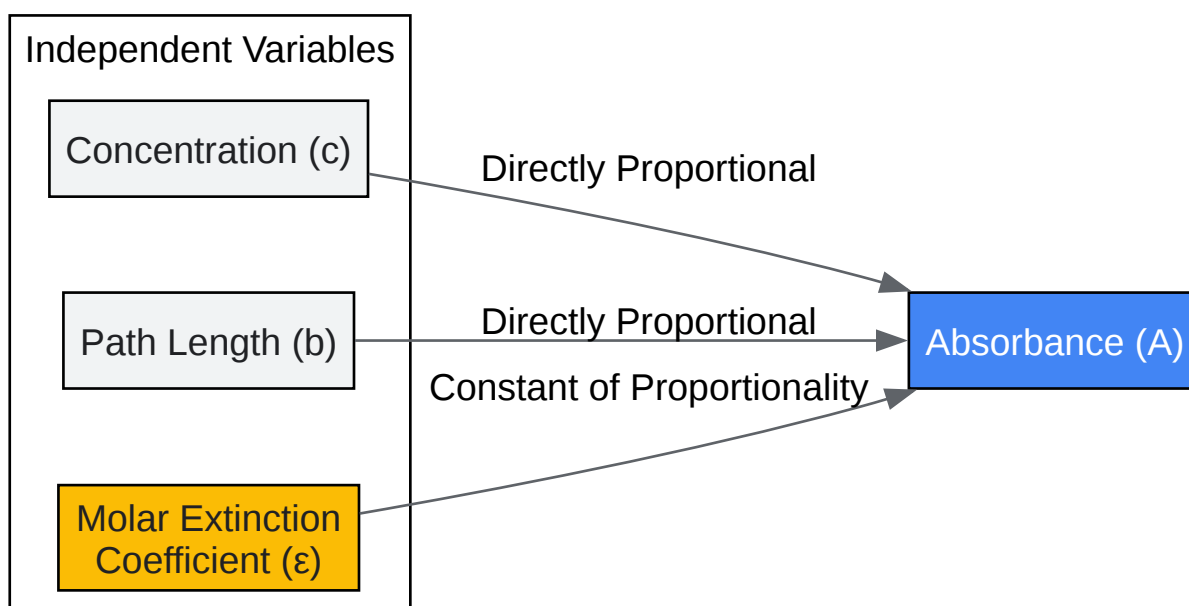 Independent Variables
Concentration (c)
Directly Proportional
Path Length (b)
Directly Proportional
Absorbance (A)
Constant of Proportionality
Molar Extinction
Coefficient (ε)